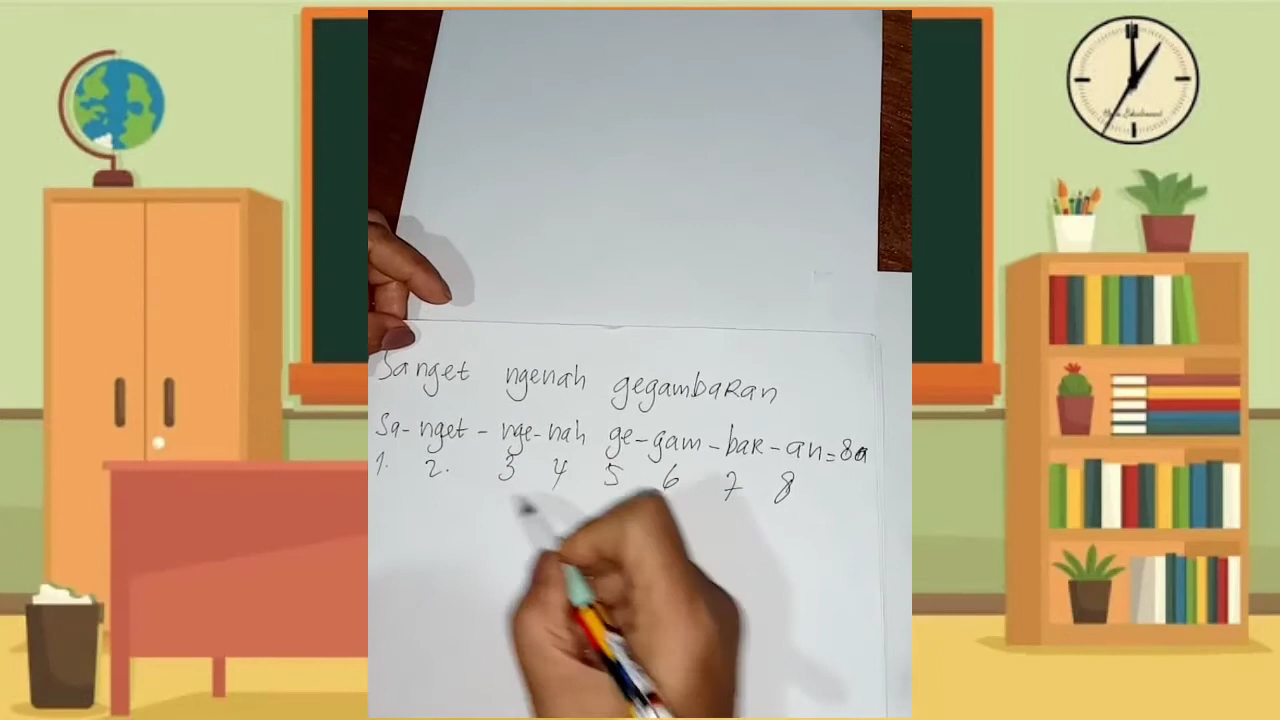 Sanget ngenah gegambaRan
Sa- nget - nge- nah ge-gam - baR - an = 8a
1. 2. 3 4 5 6 7 8